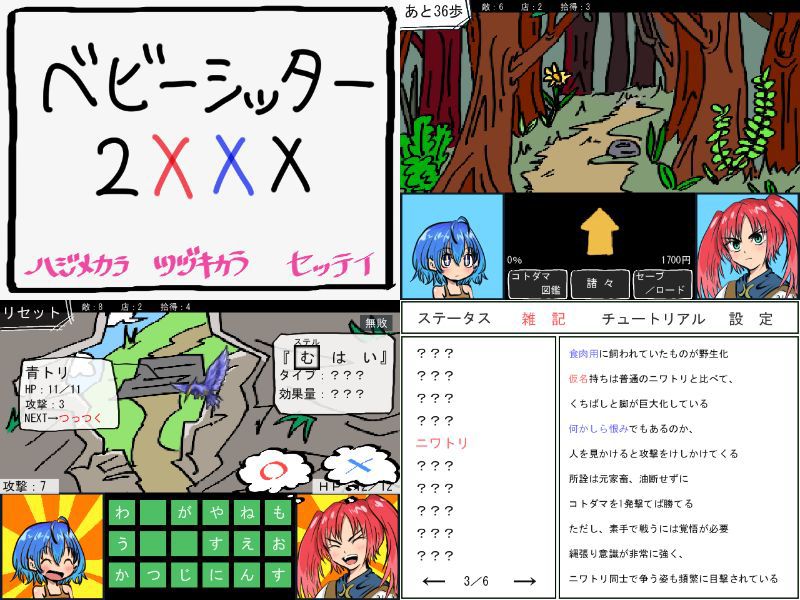 ベビーシッター
2XXX
ハジメカラ ツヅキカラ セッテイ
あと36歩
敵:6 店:2 拾得:3
0%
1700円
コトダマ
図鑑
諸々
セーブ
/ロード
リセット
敵:8 店:2 拾得:4
無敗
青トリ
HP:11/11
攻撃:3
NEXT→つっつく
ステル
『むはい』
タイプ:???
効果量:???
○ ×
攻撃:7
HP:12/12
わ が や ね も
う す え お
か つ じ に ん す
ステータス 雑記 チュートリアル 設定
???
???
???
???
ニワトリ
???
???
???
???
???
← 3/6 →
食肉用に飼われていたものが野生化
仮名持ちは普通のニワトリと比べて、
くちばしと脚が巨大化している
何かしら恨みでもあるのか、
人を見かけると攻撃をけしかけてくる
所詮は元家畜、油断せずに
コトダマを1発撃てば勝てる
ただし、素手で戦うには覚悟が必要
縄張り意識が非常に強く、
ニワトリ同士で争う姿も頻繁に目撃されている